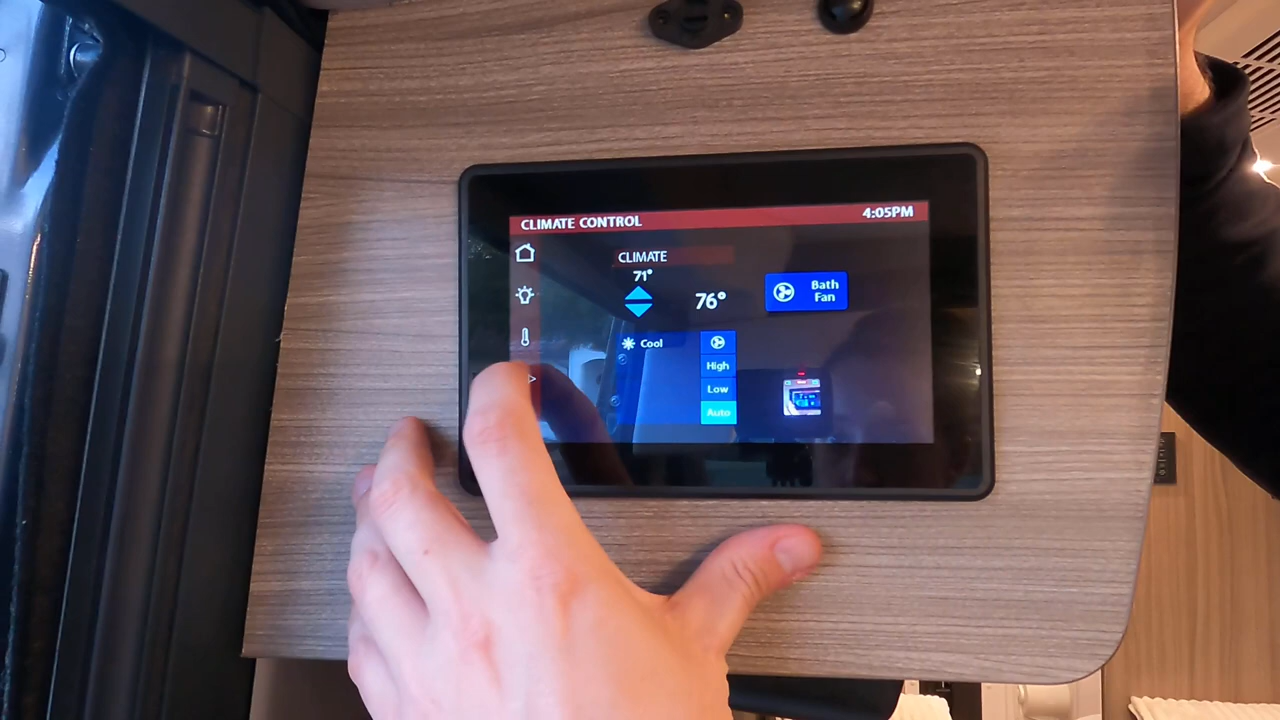 CLIMATE CONTROL
4:05PM
CLIMATE
71°
76°
Bath
Fan
Cool
High
Low
Auto